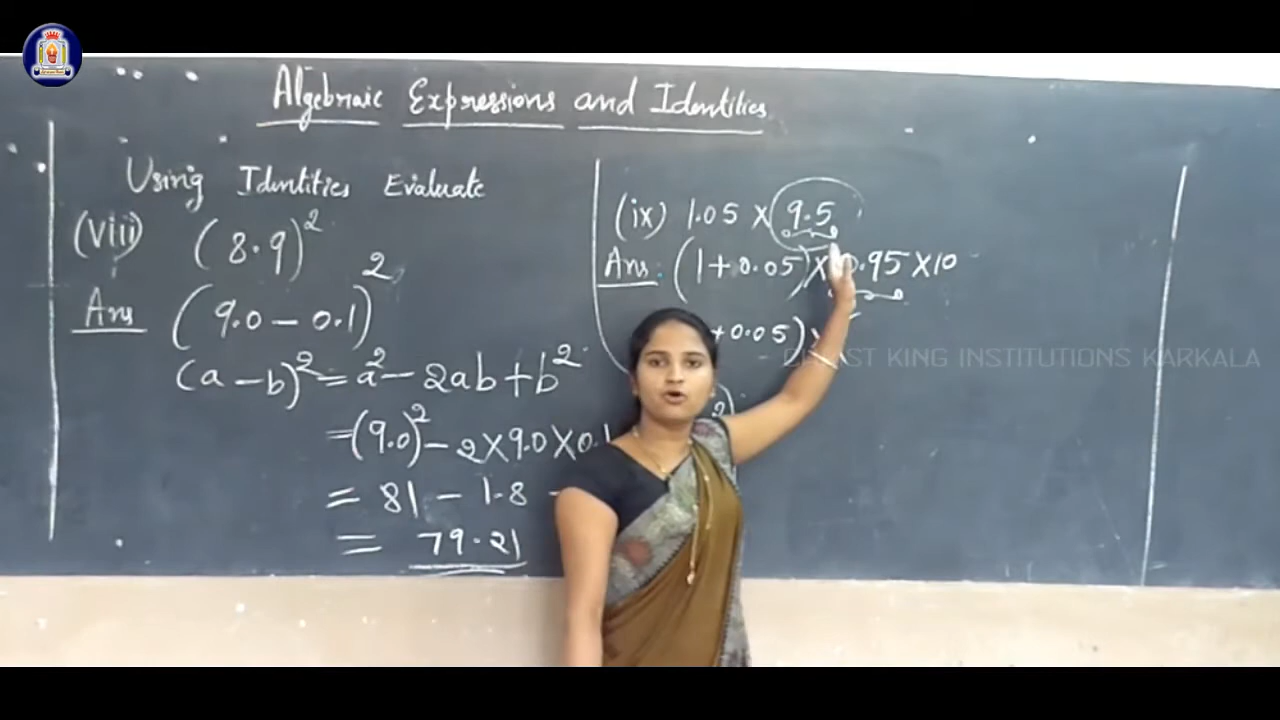 Algebraic Expressions and Identities
Using Identities Evaluate
(viii) (8.9)²
Ans (9.0 – 0.1)²
(a – b)² = a² – 2ab + b²
= (9.0)² – 2 × 9.0 × 0.1
= 81 – 1.8 –
= 79.21
(ix) 1.05 × 9.5
Ans: (1 + 0.05) × 0.95 × 10
+ 0.05) ×
²)
KING INSTITUTIONS KARKALA